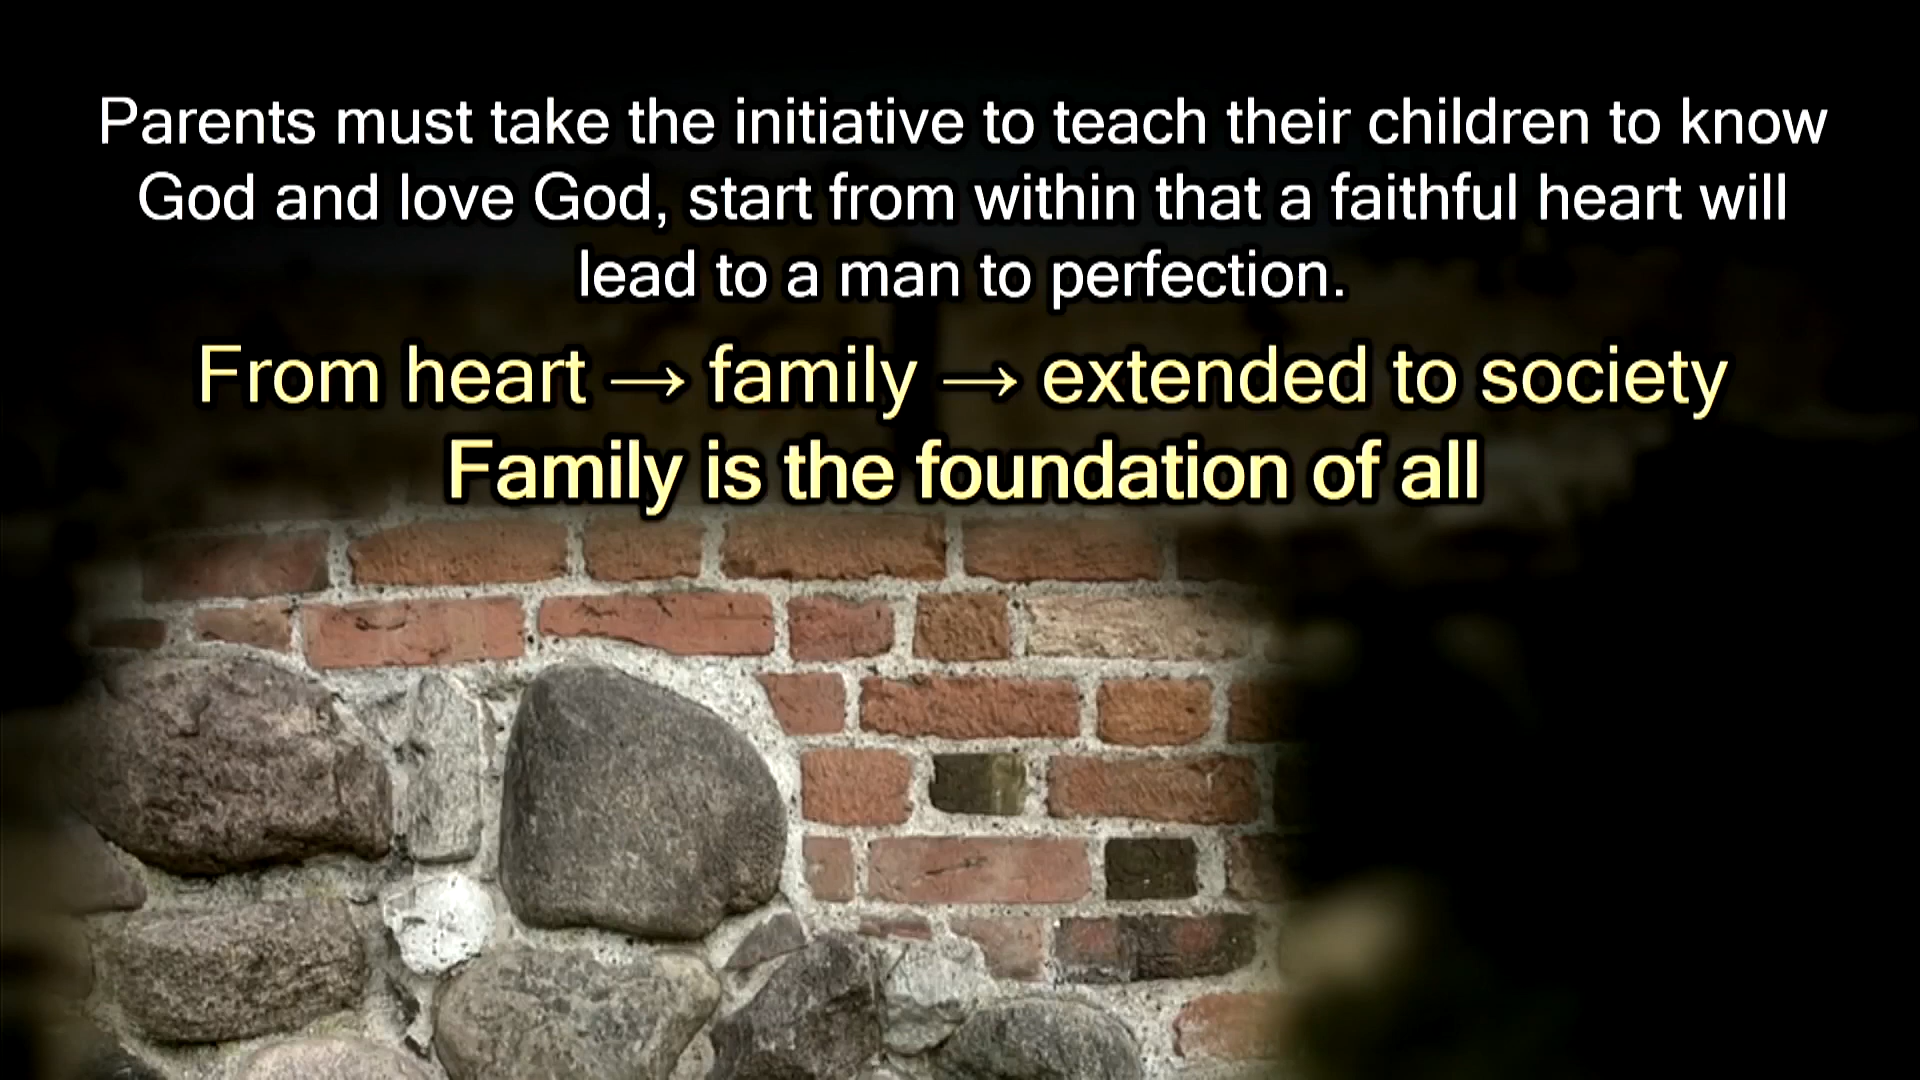 Parents must take the initiative to teach their children to know
God and love God, start from within that a faithful heart will
lead to a man to perfection.
From heart → family → extended to society
Family is the foundation of all